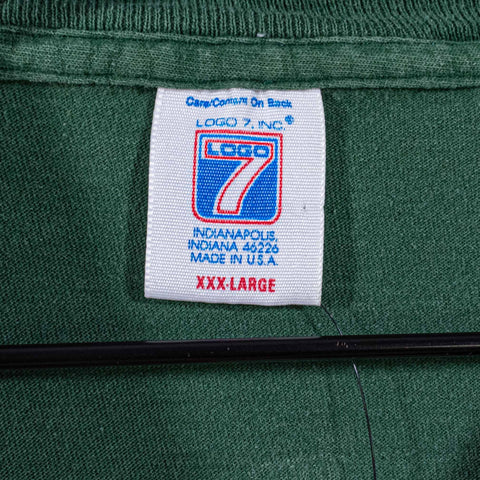 Care/Content On Back
LOGO 7, INC.®
LOGO
7
INDIANAPOLIS,
INDIANA 46226
MADE IN U.S.A.
XXX-LARGE